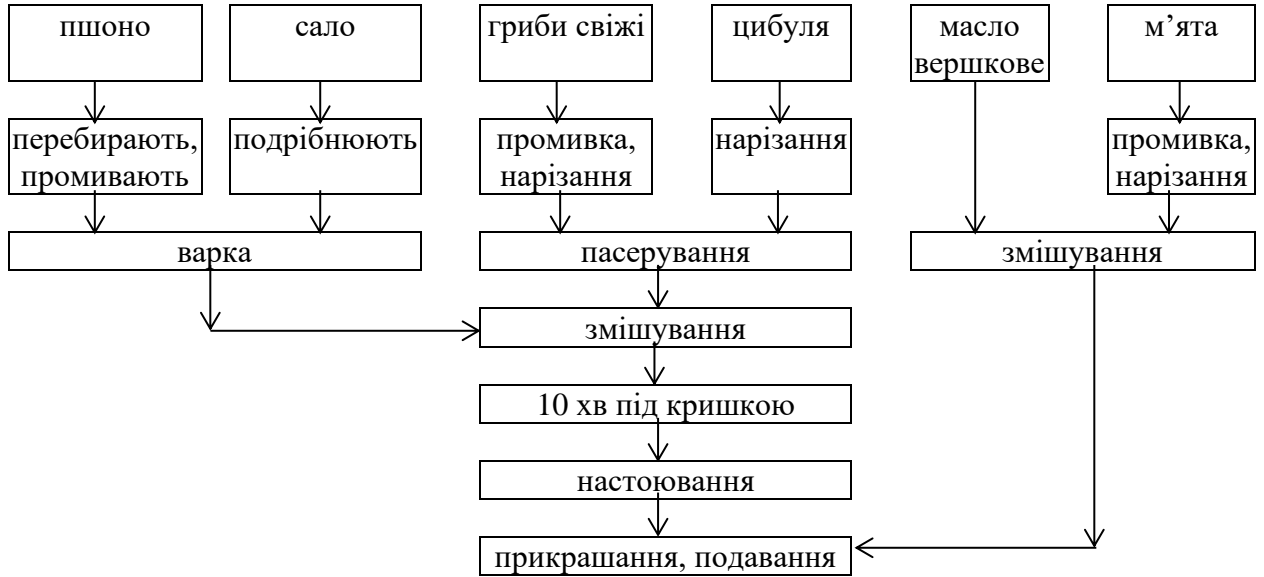 пшоно
сало
гриби свіжі
цибуля
масло
вершкове
м’ята
перебирають,
промивають
подрібнюють
промивка,
нарізання
нарізання
промивка,
нарізання
варка
пасерування
змішування
змішування
10 хв під кришкою
настоювання
прикрашання, подавання